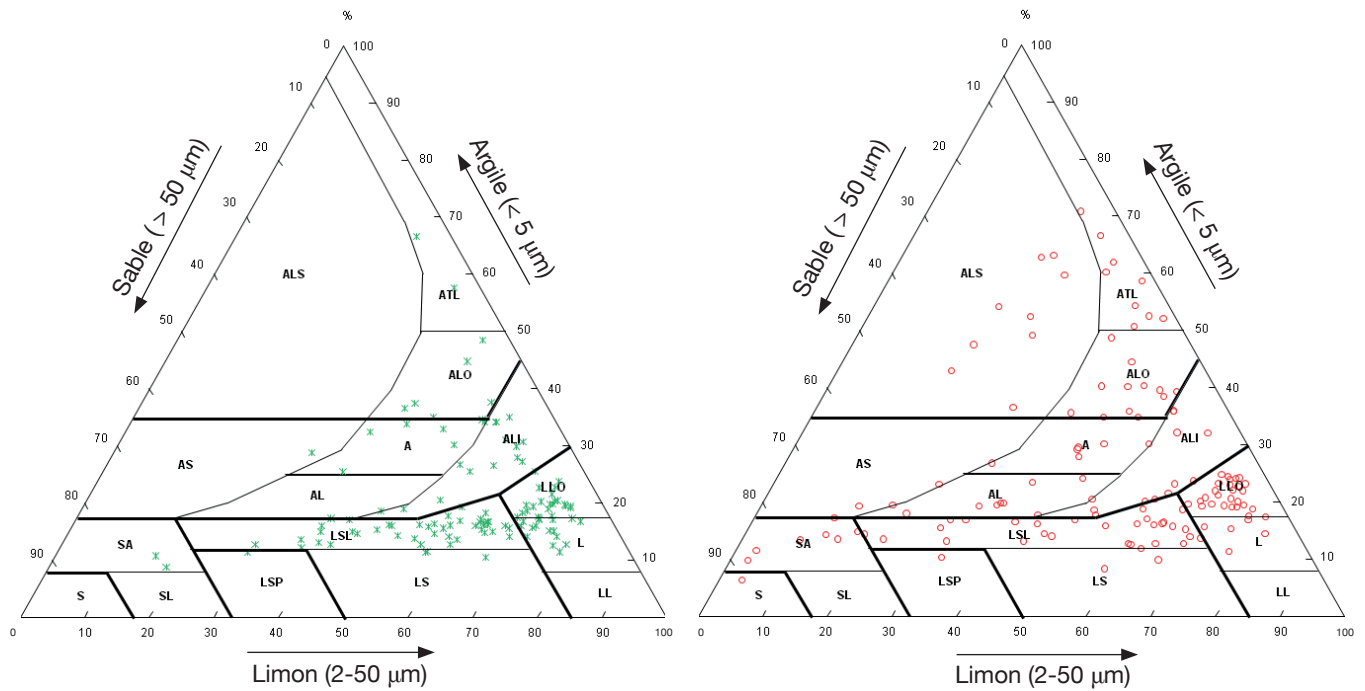 %
0
100
10
90
20
80
30
70
40
60
50
50
60
40
70
30
80
20
90
10
Sable (> 50 μm)
Argile (< 5 μm)
ALS
ATL
ALO
ALI
A
AS
AL
LLO
LSL
L
SA
LSP
LS
S
SL
LL
0
10
20
30
40
50
60
70
80
90
100
Limon (2-50 μm)
%
0
100
10
90
20
80
30
70
40
60
50
50
60
40
70
30
80
20
90
10
Sable (> 50 μm)
Argile (< 5 μm)
ALS
ATL
ALO
ALI
A
AS
AL
LLO
LSL
L
SA
LSP
LS
S
SL
LL
0
10
20
30
40
50
60
70
80
90
100
Limon (2-50 μm)